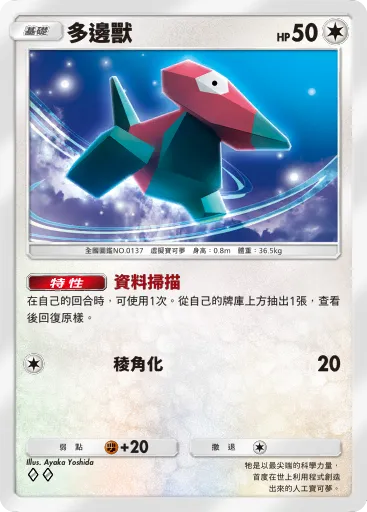 基礎 多邊獸 HP 50
全國圖鑑NO.0137 虛擬寶可夢 身高：0.8m 體重：36.5kg
特性 資料掃描
在自己的回合時，可使用1次。從自己的牌庫上方抽出1張，查看
後回復原樣。
稜角化 20
弱點 +20 撤退
Illus. Ayaka Yoshida
牠是以最尖端的科學力量，
首度在世上利用程式創造
出來的人工寶可夢。